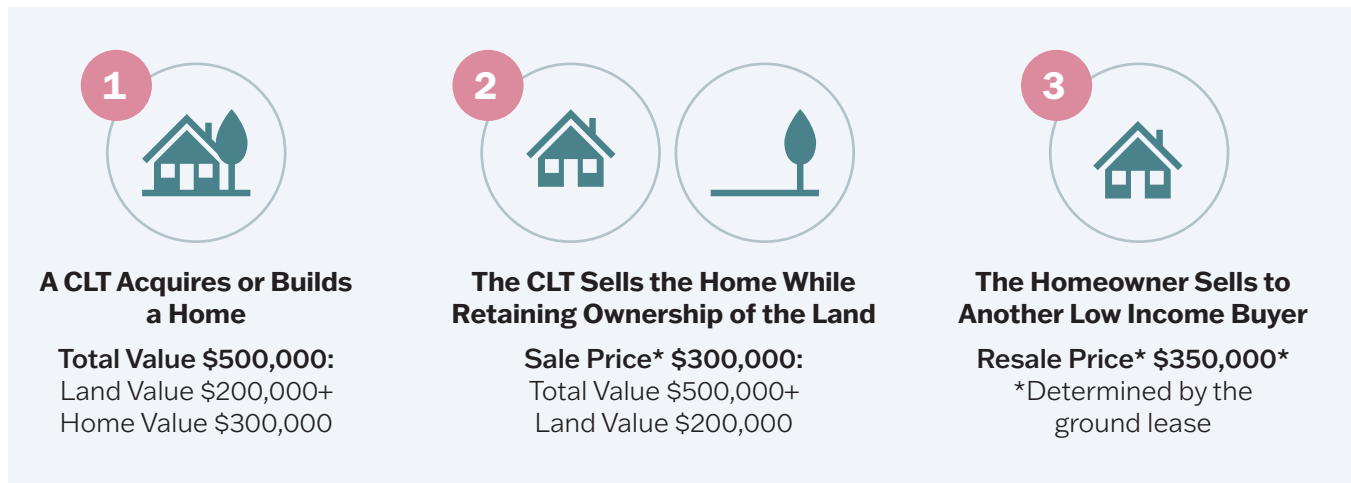 1
A CLT Acquires or Builds
a Home
Total Value $500,000:
Land Value $200,000+
Home Value $300,000
2
The CLT Sells the Home While
Retaining Ownership of the Land
Sale Price* $300,000:
Total Value $500,000+
Land Value $200,000
3
The Homeowner Sells to
Another Low Income Buyer
Resale Price* $350,000*
*Determined by the
ground lease